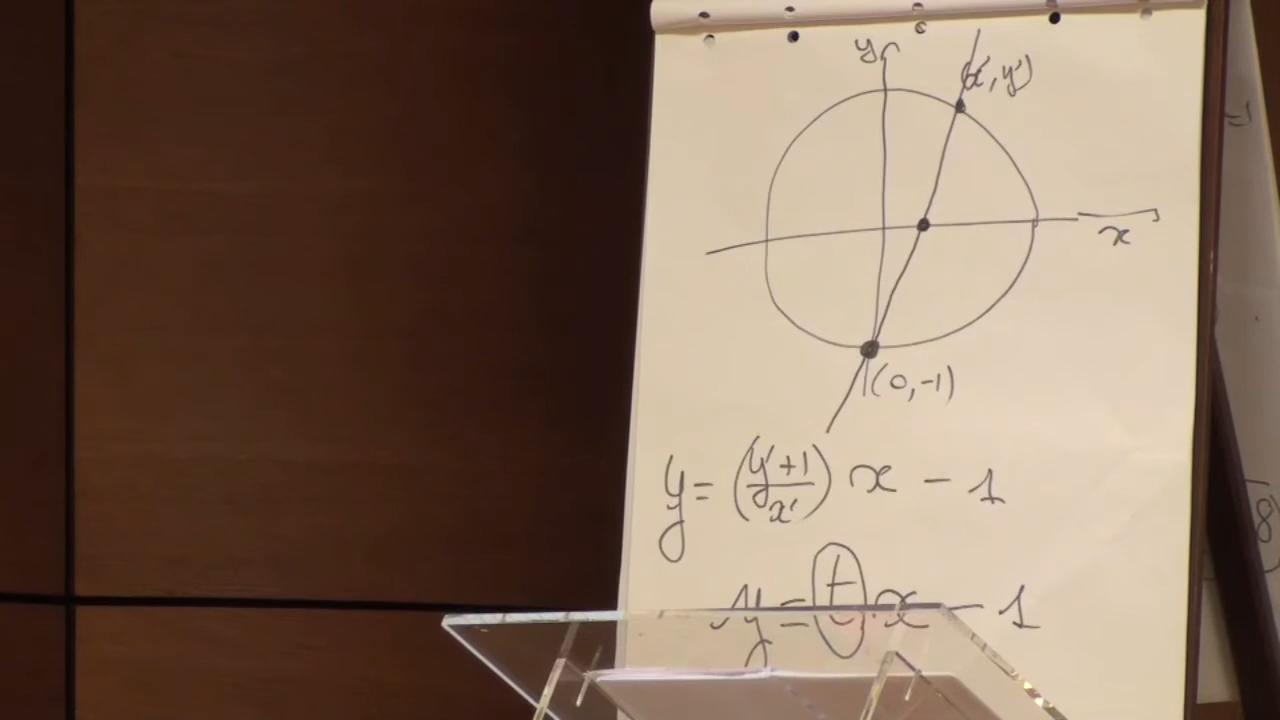 y
(x', y')
x
(0, -1)
y = (y'+1 / x') x - 1
y = t . x - 1